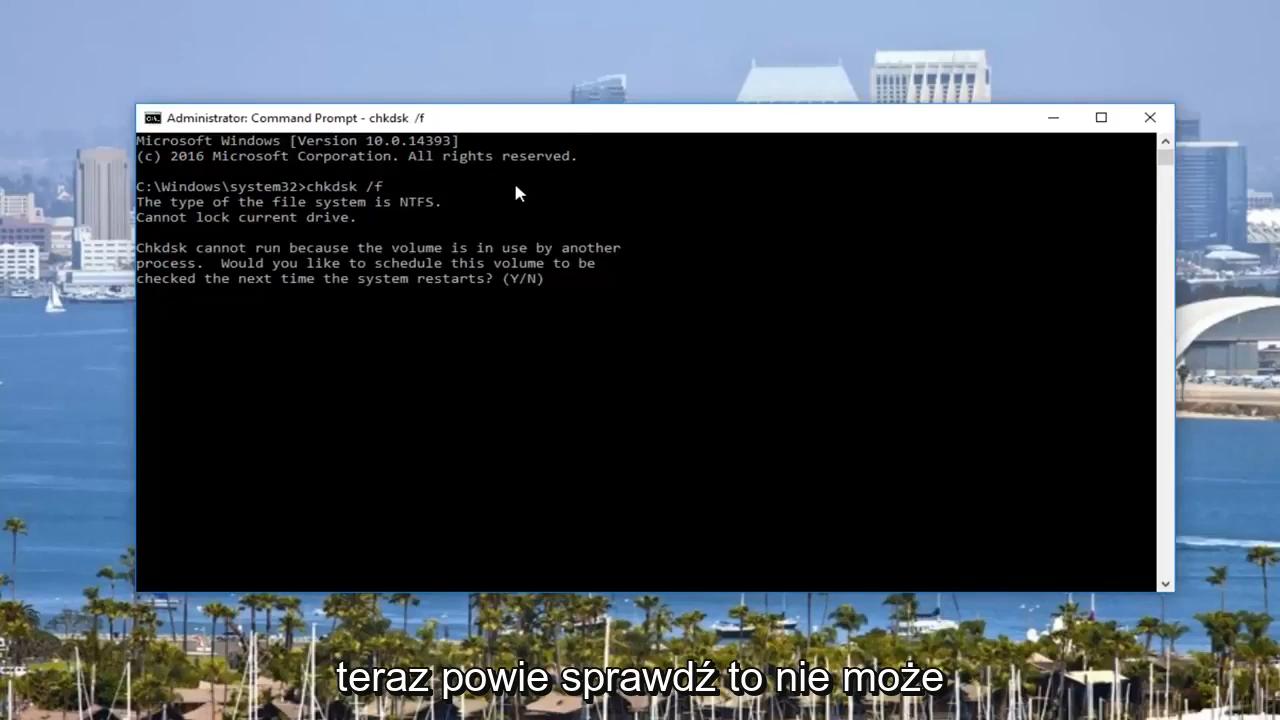 Administrator: Command Prompt - chkdsk /f
Microsoft Windows [Version 10.0.14393]
(c) 2016 Microsoft Corporation. All rights reserved.
C:\Windows\system32>chkdsk /f
The type of the file system is NTFS.
Cannot lock current drive.
Chkdsk cannot run because the volume is in use by another
process.  Would you like to schedule this volume to be
checked the next time the system restarts? (Y/N)
teraz powie sprawdź to nie może